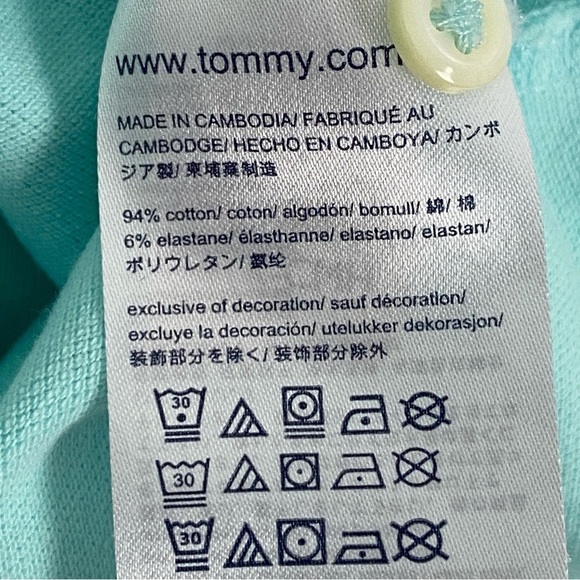 www.tommy.com
MADE IN CAMBODIA/ FABRIQUÉ AU
CAMBODGE/ HECHO EN CAMBOYA/ カンボ
ジア製/ 柬埔寨制造
94% cotton/ coton/ algodón/ bomull/ 綿/ 棉
6% elastane/ élasthanne/ elastano/ elastan/
ポリウレタン/ 氨纶
exclusive of decoration/ sauf décoration/
excluye la decoración/ utelukker dekorasjon/
装飾部分を除く/ 装饰部分除外
30
30
30